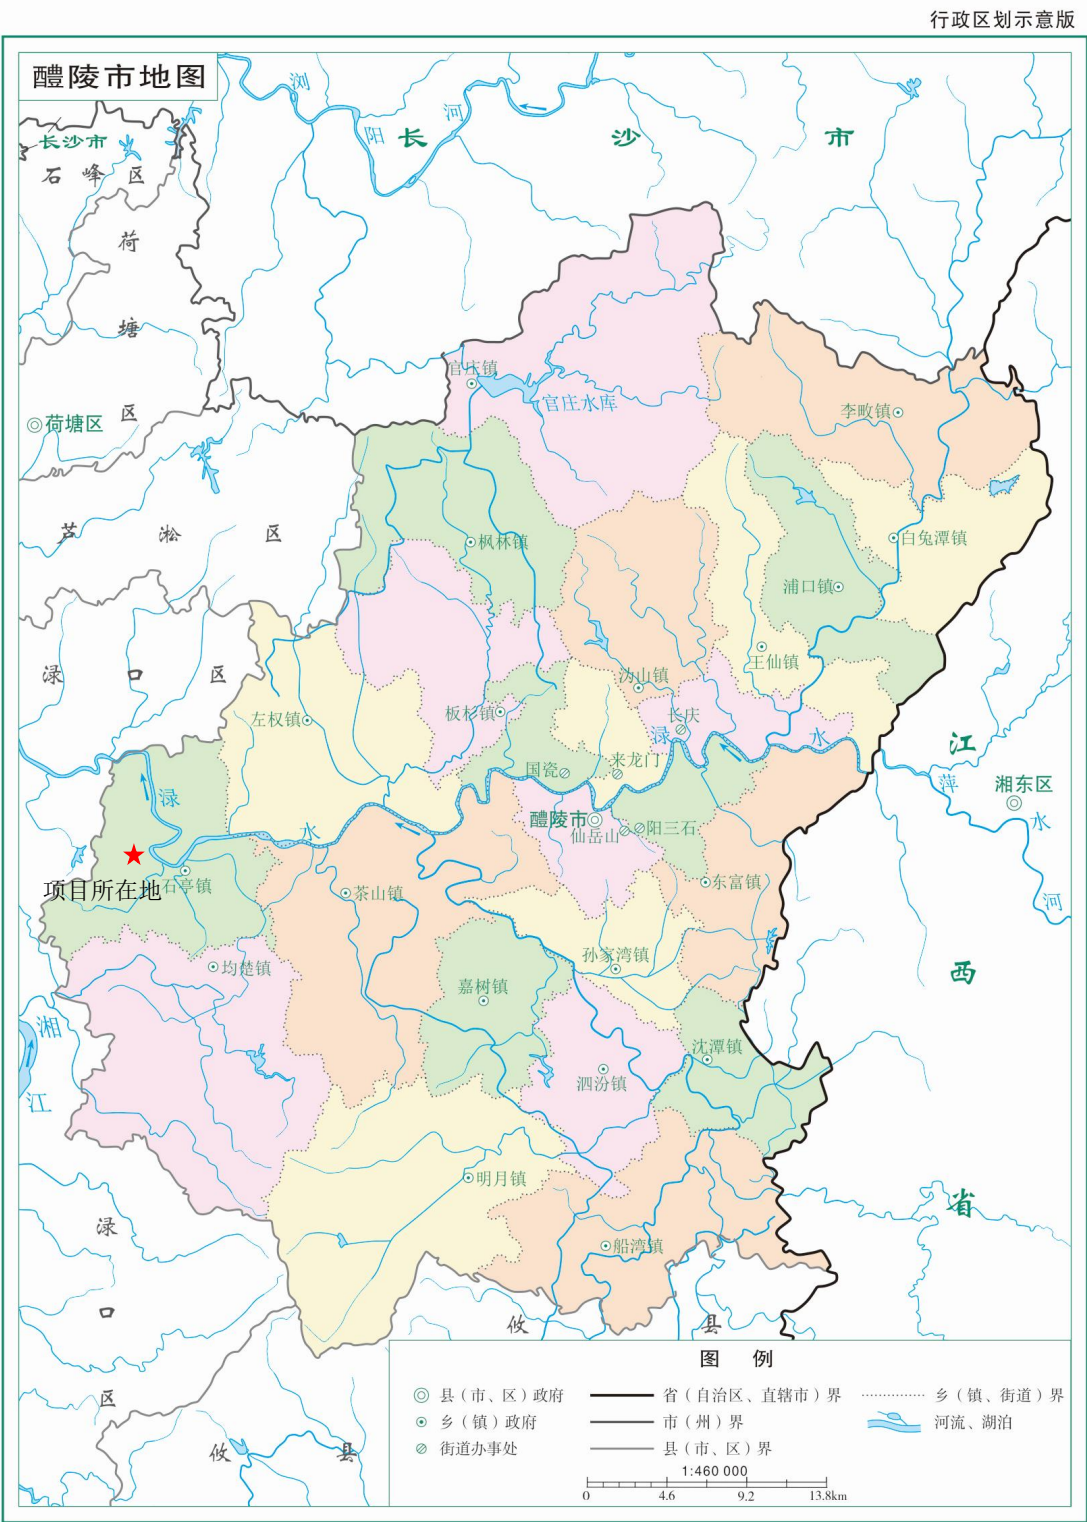 行政区划示意版
醴陵市地图
浏
阳
河
长沙市
长沙市
石峰区
荷
塘
区
荷塘区
官庄镇
官庄水库
李畋镇
芦淞区
枫林镇
白兔潭镇
浦口镇
渌口区
王仙镇
沩山镇
左权镇
板杉镇
长庆
渌
水
江
国瓷
来龙门
萍
湘东区
水
河
渌
水
醴陵市
仙岳山
阳三石
项目所在地
石亭镇
茶山镇
东富镇
均楚镇
孙家湾镇
西
嘉树镇
湘
江
沈潭镇
泗汾镇
明月镇
省
渌
口
区
船湾镇
攸县
攸县
图例
县（市、区）政府
省（自治区、直辖市）界
乡（镇、街道）界
乡（镇）政府
市（州）界
河流、湖泊
街道办事处
县（市、区）界
1:460 000
0 4.6 9.2 13.8km